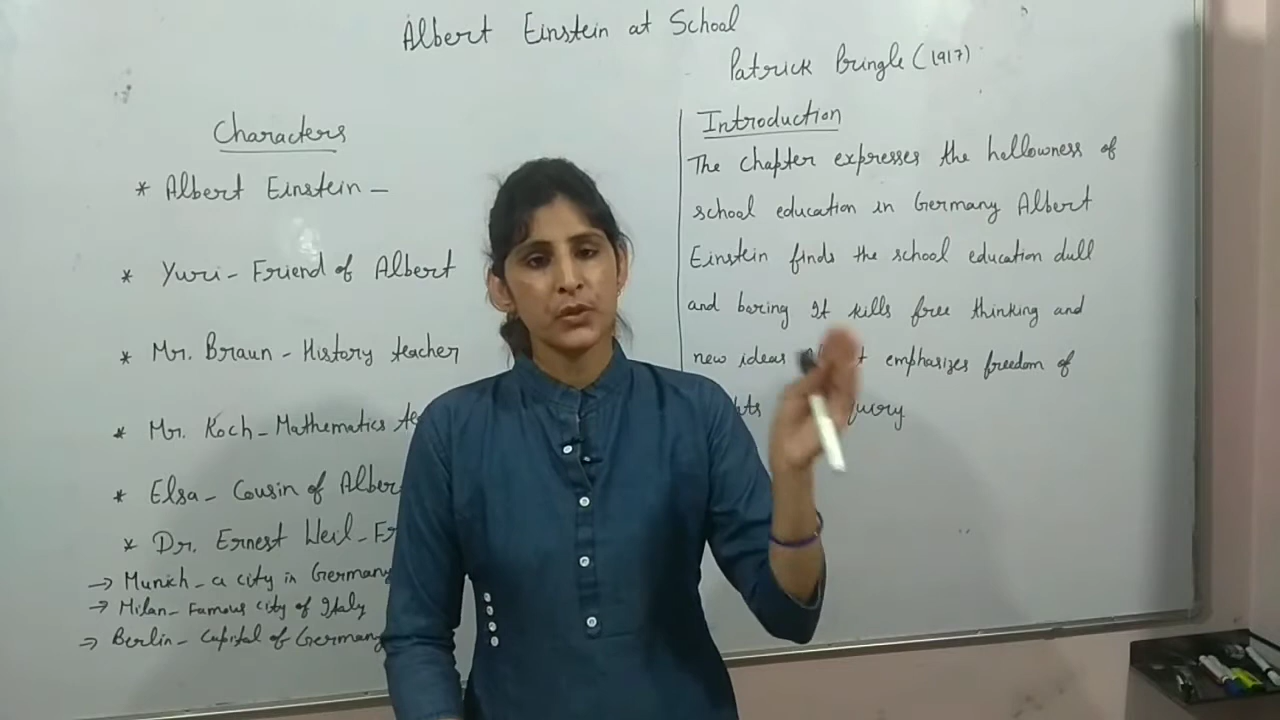 Albert Einstein at School
Patrick Pringle (1917)
Characters
* Albert Einstein –
* Yuri – Friend of Albert
* Mr. Braun – History teacher
* Mr. Koch – Mathematics
* Elsa – Cousin of
* Dr. Ernest Weil –
→ Munich – a city in Germany
→ Milan – Famous city of Italy
→ Berlin – Capital of Germany
Introduction
The chapter expresses the hollowness of
school education in Germany Albert
Einstein finds the school education dull
and boring It kills free thinking and
new ideas emphasizes freedom of